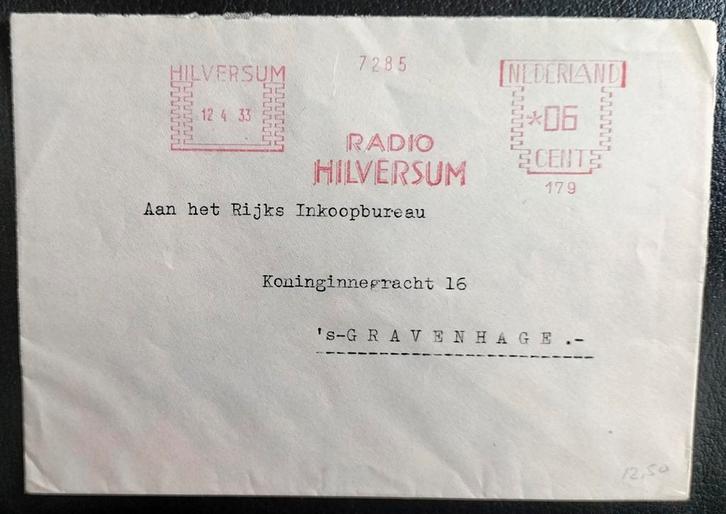 HILVERSUM
12 4 33
7285
RADIO
HILVERSUM
NEDERLAND
*06
CENT
179
Aan het Rijks Inkoopbureau
Koninginnegracht 16
's-GRAVENHAGE.-
12,50